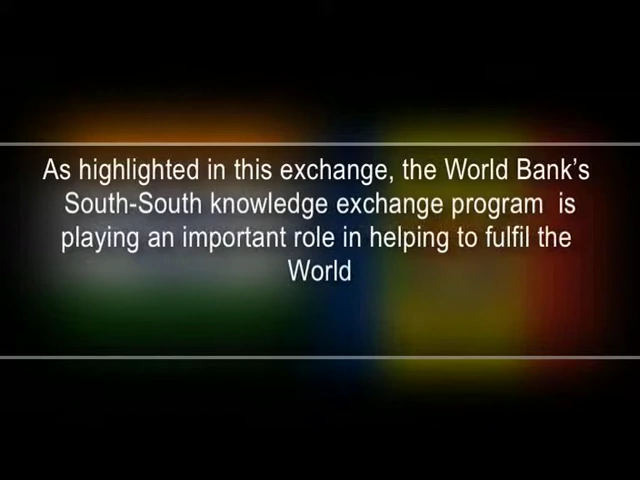 As highlighted in this exchange, the World Bank’s
South-South knowledge exchange program  is
playing an important role in helping to fulfil the
World